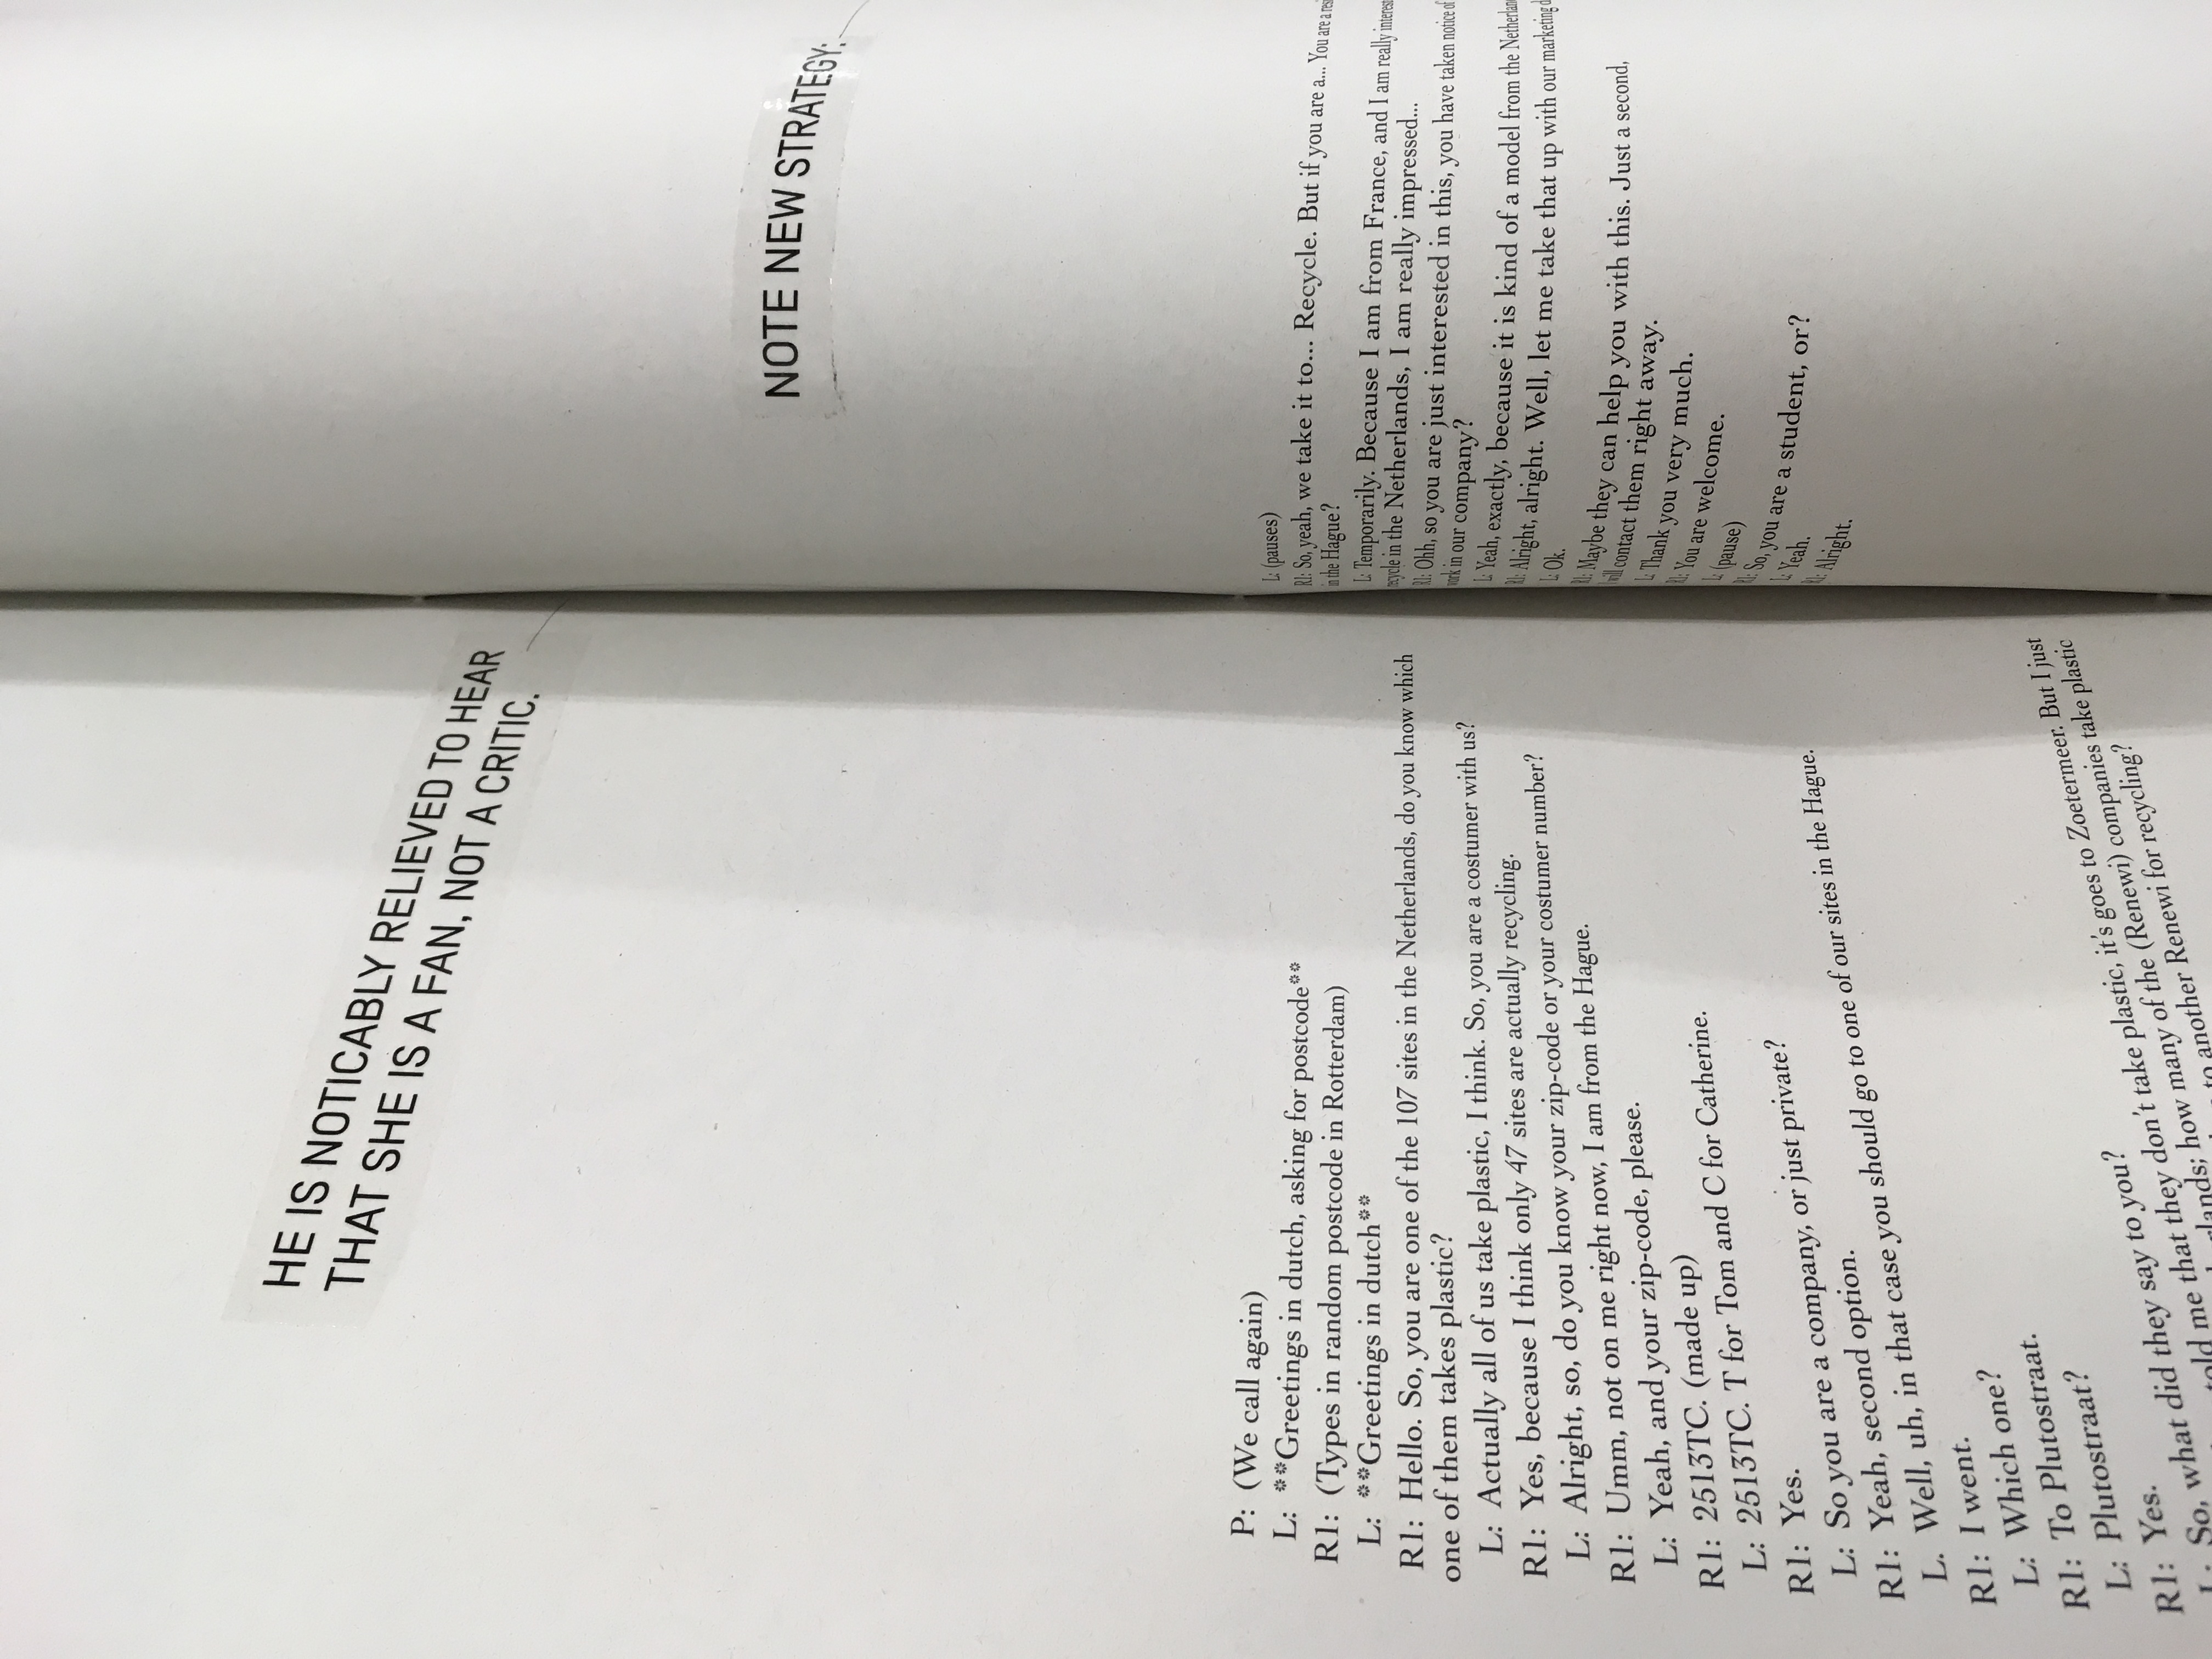 HE IS NOTICABLY RELIEVED TO HEAR
THAT SHE IS A FAN, NOT A CRITIC.
P: (We call again)
L: **Greetings in dutch, asking for postcode**
R1: (Types in random postcode in Rotterdam)
L: **Greetings in dutch**
R1: Hello. So, you are one of the 107 sites in the Netherlands, do you know which
one of them takes plastic?
L: Actually all of us take plastic, I think. So, you are a costumer with us?
R1: Yes, because I think only 47 sites are actually recycling.
L: Alright, so, do you know your zip-code or your costumer number?
R1: Umm, not on me right now, I am from the Hague.
L: Yeah, and your zip-code, please.
R1: 2513TC. (made up)
L: 2513TC. T for Tom and C for Catherine.
R1: Yes.
L: So you are a company, or just private?
R1: Yeah, second option.
L. Well, uh, in that case you should go to one of our sites in the Hague.
R1: I went.
L: Which one?
R1: To Plutostraat.
L: Plutostraat?
R1: Yes.
L: So, what did they say to you?
told me that they don't take plastic, it's goes to Zoetermeer. But I just
how many of the (Renewi) companies take plastic
to another Renewi for recycling?
NOTE NEW STRATEGY:
L: (pauses)
R1: So, yeah, we take it to... Recycle. But if you are a... You are a
in the Hague?
L: Temporarily. Because I am from France, and I am really
recycle in the Netherlands, I am really impressed...
R1: Ohh, so you are just interested in this, you have taken notice of
work in our company?
L: Yeah, exactly, because it is kind of a model from the
R1: Alright, alright. Well, let me take that up with our marketing
L: Ok.
R1: Maybe they can help you with this. Just a second,
I will contact them right away.
L: Thank you very much.
R1: You are welcome.
L: (pause)
R1: So, you are a student, or?
L: Yeah.
R1: Alright.